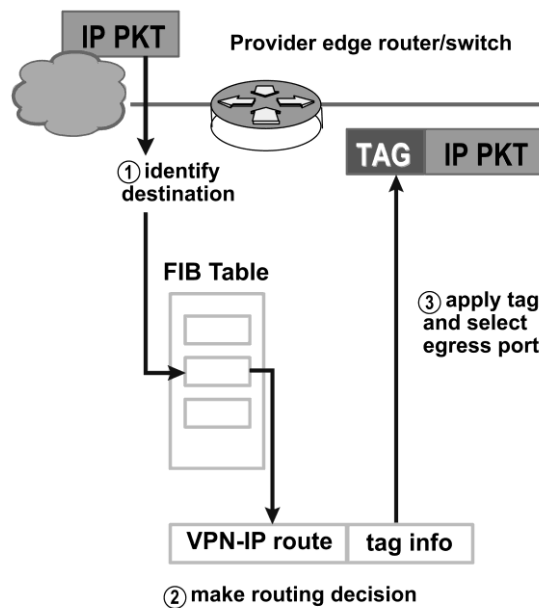 IP PKT
Provider edge router/switch
TAG IP PKT
① identify
destination
FIB Table
③ apply tag
and select
egress port
VPN-IP route tag info
② make routing decision